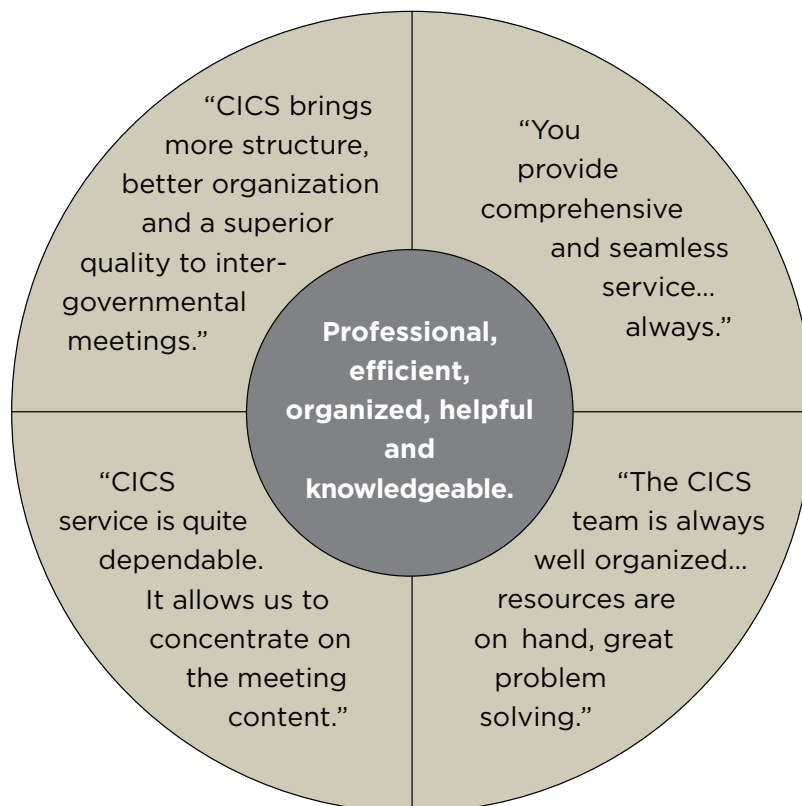 “CICS brings
more structure,
better organization
and a superior
quality to inter-
governmental
meetings.”
“You
provide
comprehensive
and seamless
service...
always.”
Professional,
efficient,
organized, helpful
and
knowledgeable.
“CICS
service is quite
dependable.
It allows us to
concentrate on
the meeting
content.”
“The CICS
team is always
well organized...
resources are
on hand, great
problem
solving.”